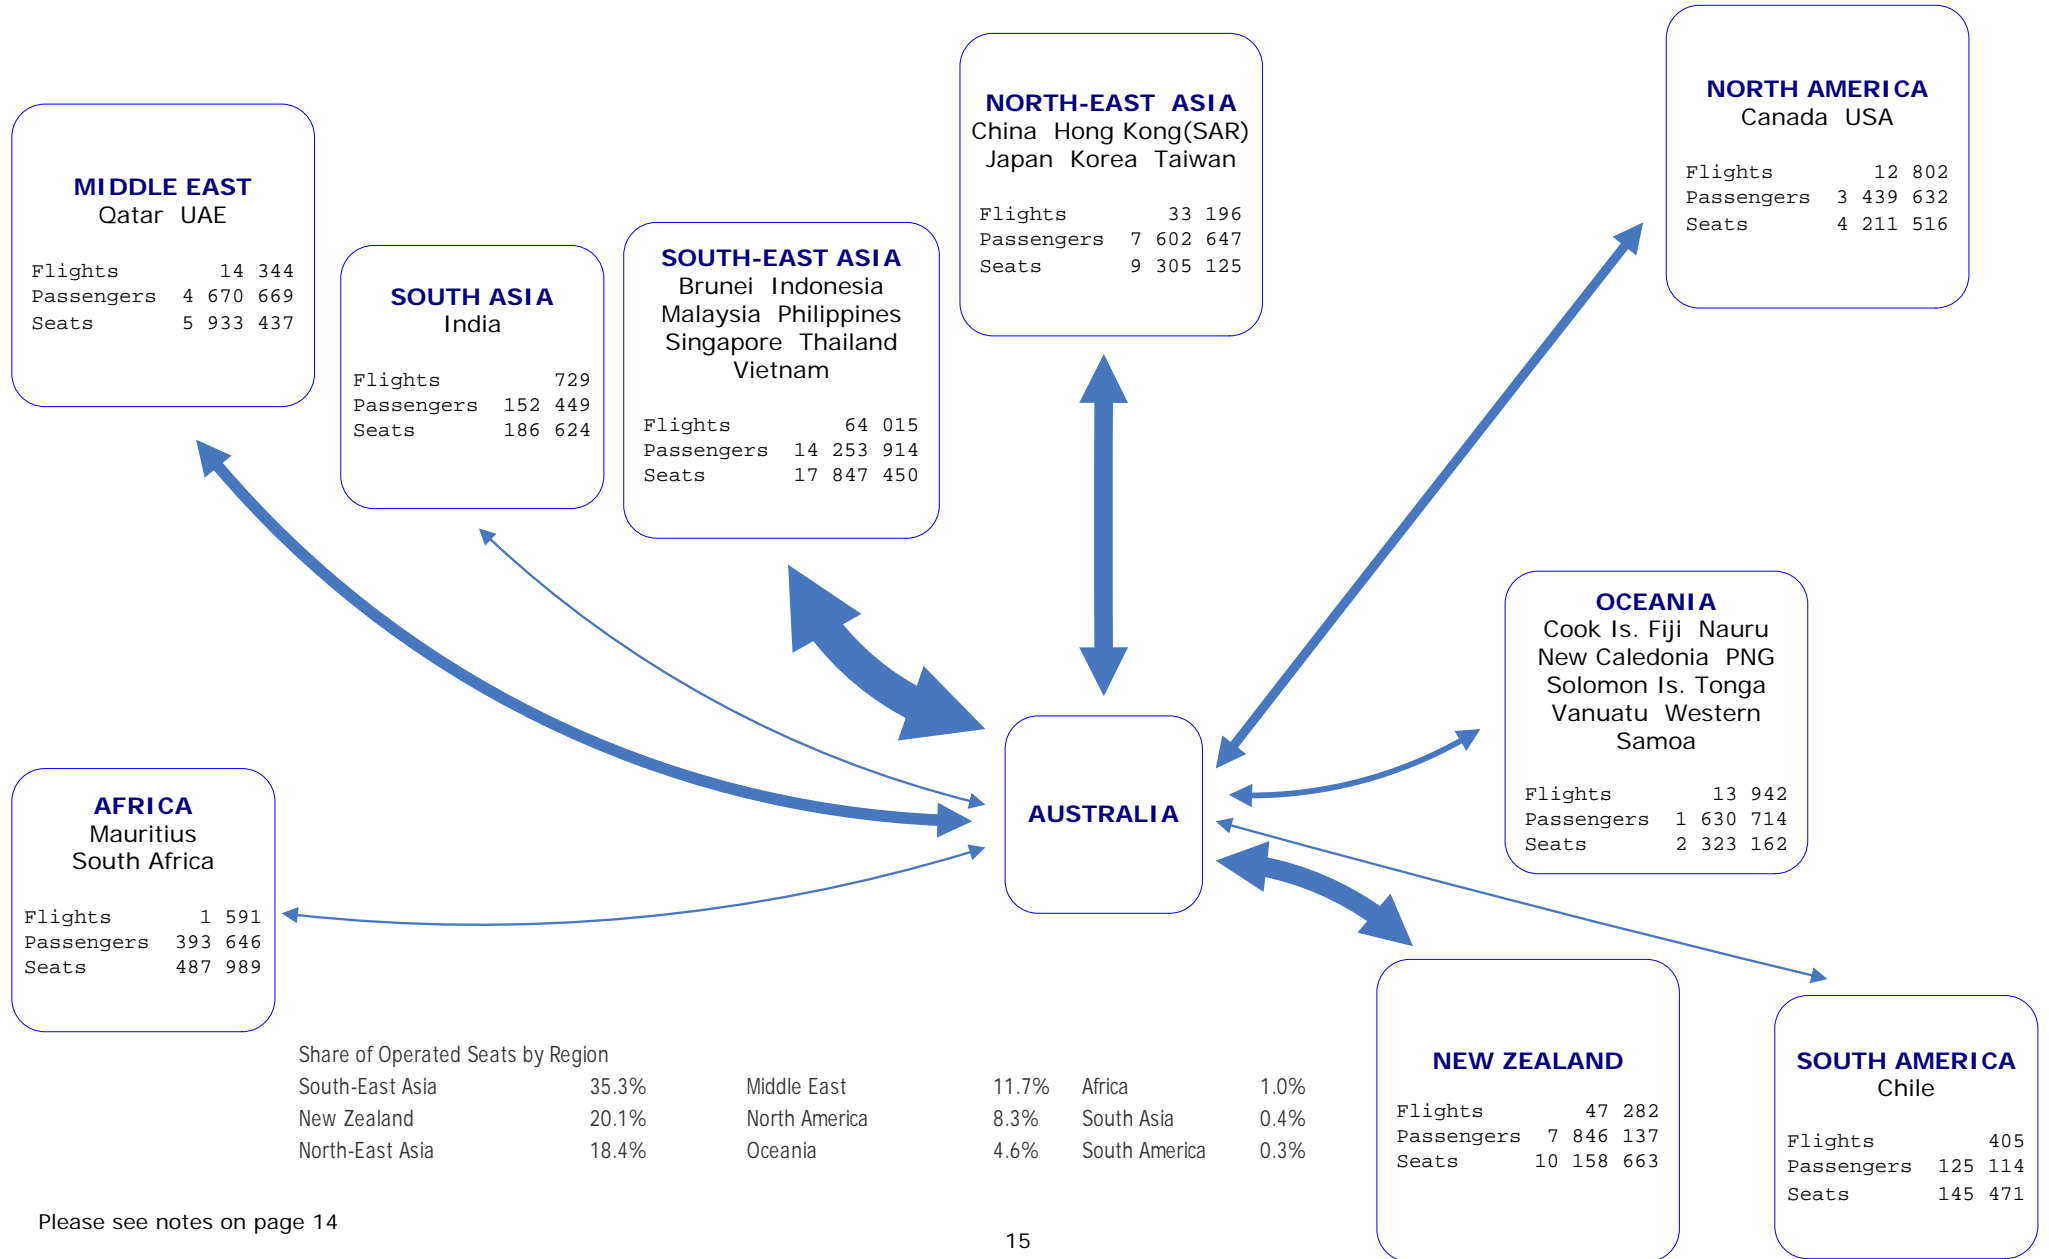 MIDDLE EAST
Qatar UAE
Flights 14 344
Passengers 4 670 669
Seats 5 933 437
SOUTH ASIA
India
Flights 729
Passengers 152 449
Seats 186 624
SOUTH-EAST ASIA
Brunei Indonesia
Malaysia Philippines
Singapore Thailand
Vietnam
Flights 64 015
Passengers 14 253 914
Seats 17 847 450
NORTH-EAST ASIA
China Hong Kong(SAR)
Japan Korea Taiwan
Flights 33 196
Passengers 7 602 647
Seats 9 305 125
NORTH AMERICA
Canada USA
Flights 12 802
Passengers 3 439 632
Seats 4 211 516
OCEANIA
Cook Is. Fiji Nauru
New Caledonia PNG
Solomon Is. Tonga
Vanuatu Western
Samoa
Flights 13 942
Passengers 1 630 714
Seats 2 323 162
AUSTRALIA
AFRICA
Mauritius
South Africa
Flights 1 591
Passengers 393 646
Seats 487 989
NEW ZEALAND
Flights 47 282
Passengers 7 846 137
Seats 10 158 663
SOUTH AMERICA
Chile
Flights 405
Passengers 125 114
Seats 145 471
Share of Operated Seats by Region
South-East Asia 35.3% Middle East 11.7% Africa 1.0%
New Zealand 20.1% North America 8.3% South Asia 0.4%
North-East Asia 18.4% Oceania 4.6% South America 0.3%
Please see notes on page 14
15